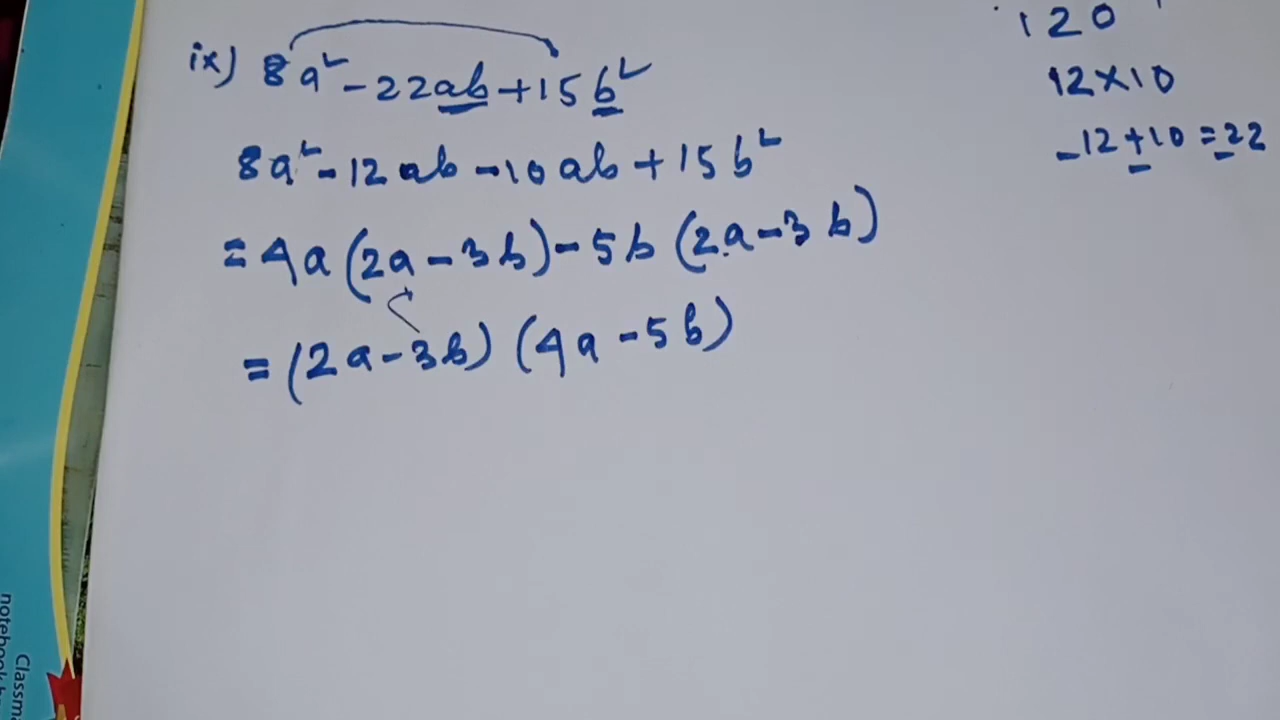 ix) 8a² - 22ab + 15b²
8a² - 12ab - 10ab + 15b²
= 4a (2a - 3b) - 5b (2a - 3b)
= (2a - 3b) (4a - 5b)
120
12 × 10
-12 + 10 = 22
notebook